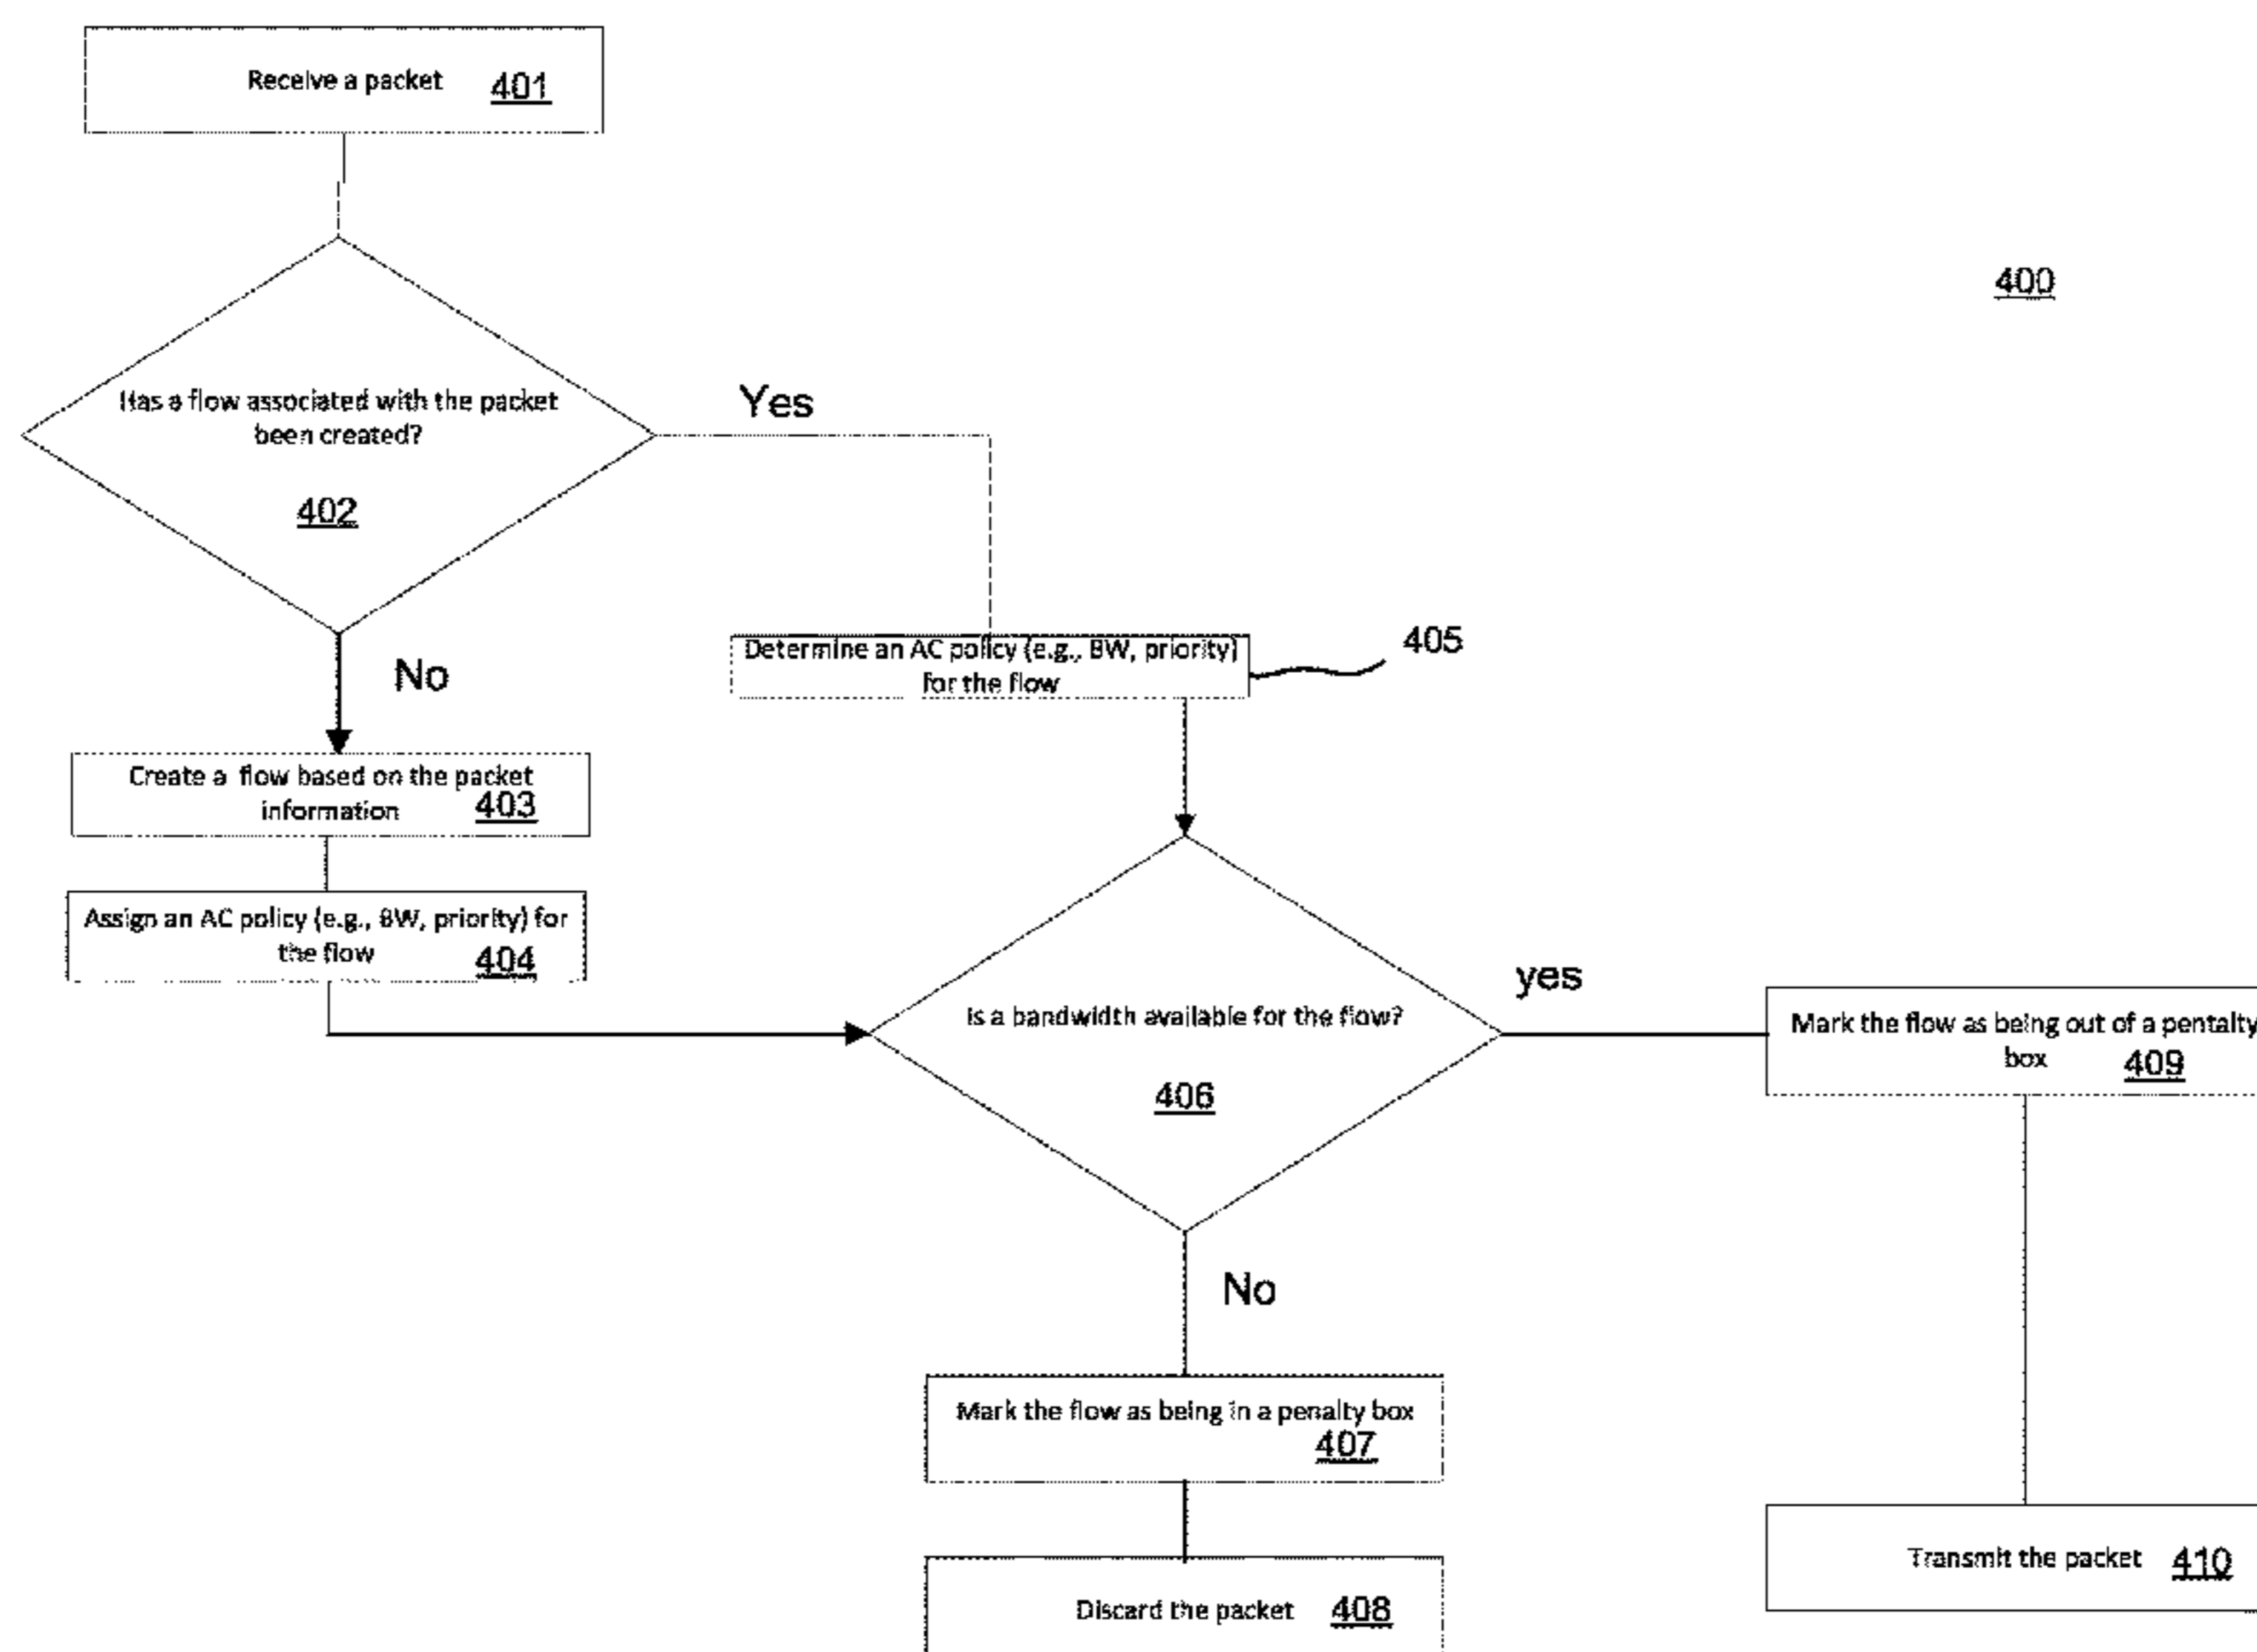 Receive a packet 401
Has a flow associated with the packet
been created?
402
Yes
400
No
Determine an AC policy (e.g., BW, priority)
for the flow
405
Create a flow based on the packet
information 403
Assign an AC policy (e.g., BW, priority) for
the flow 404
Is a bandwidth available for the flow?
406
yes
Mark the flow as being out of a pentalty
box 409
No
Mark the flow as being in a penalty box
407
Discard the packet 408
Transmit the packet 410